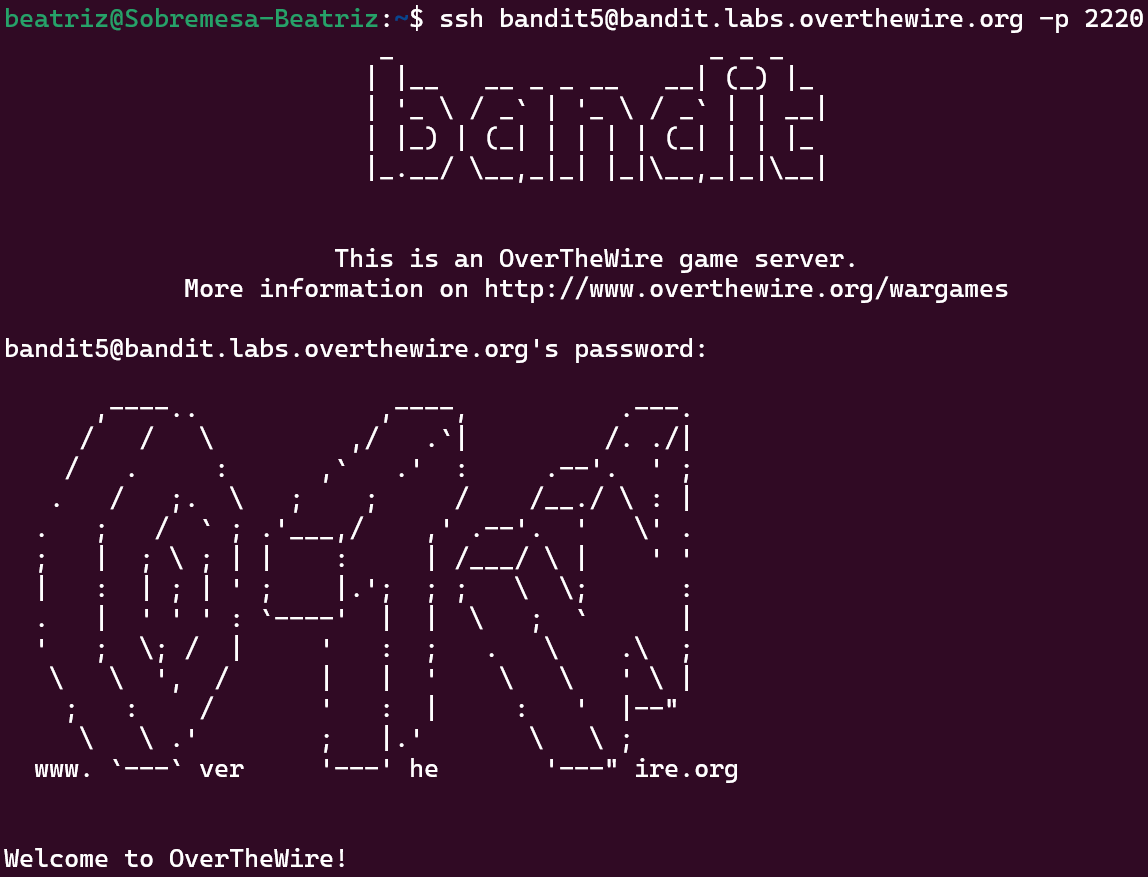 beatriz@Sobremesa-Beatriz:~$ ssh bandit5@bandit.labs.overthewire.org -p 2220
bandit
This is an OverTheWire game server.
More information on http://www.overthewire.org/wargames
bandit5@bandit.labs.overthewire.org's password:
www. `---` ver '---' he '---" ire.org
Welcome to OverTheWire!